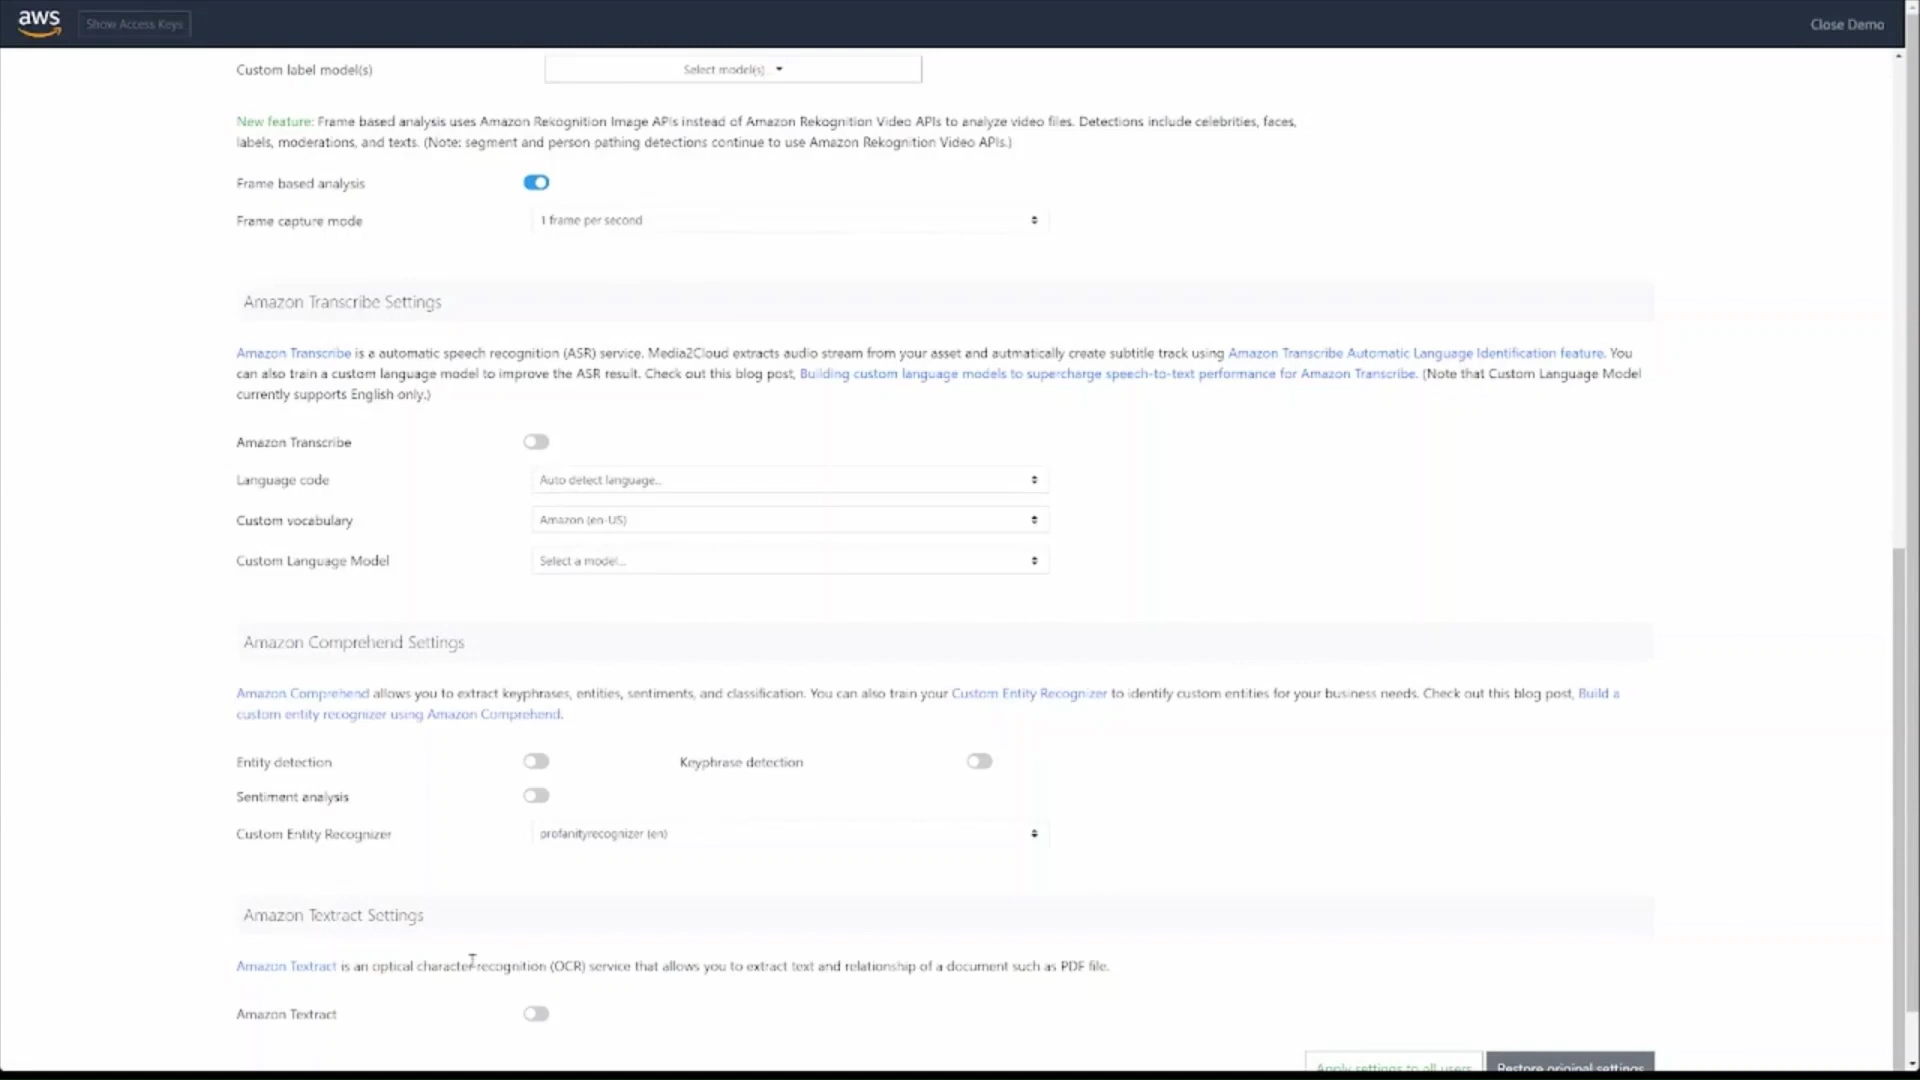 aws
Show Access Keys
Close Demo
Custom label model(s)
Select model(s)
New feature: Frame based analysis uses Amazon Rekognition Image APIs instead of Amazon Rekognition Video APIs to analyze video files. Detections include celebrities, faces,
labels, moderations, and texts. (Note: segment and person pathing detections continue to use Amazon Rekognition Video APIs.)
Frame based analysis
Frame capture mode
1 frame per second
Amazon Transcribe Settings
Amazon Transcribe is a automatic speech recognition (ASR) service. Media2Cloud extracts audio stream from your asset and autmatically create subtitle track using Amazon Transcribe Automatic Language Identification feature. You
can also train a custom language model to improve the ASR result. Check out this blog post, Building custom language models to supercharge speech-to-text performance for Amazon Transcribe. (Note that Custom Language Model
currently supports English only.)
Amazon Transcribe
Language code
Auto detect language..
Custom vocabulary
Amazon (en-US)
Custom Language Model
Select a model...
Amazon Comprehend Settings
Amazon Comprehend allows you to extract keyphrases, entities, sentiments, and classification. You can also train your Custom Entity Recognizer to identify custom entities for your business needs. Check out this blog post, Build a
custom entity recognizer using Amazon Comprehend.
Entity detection
Keyphrase detection
Sentiment analysis
Custom Entity Recognizer
profanityrecognizer (en)
Amazon Textract Settings
Amazon Textract is an optical character recognition (OCR) service that allows you to extract text and relationship of a document such as PDF file.
Amazon Textract
Apply settings to all users
Restore original settings